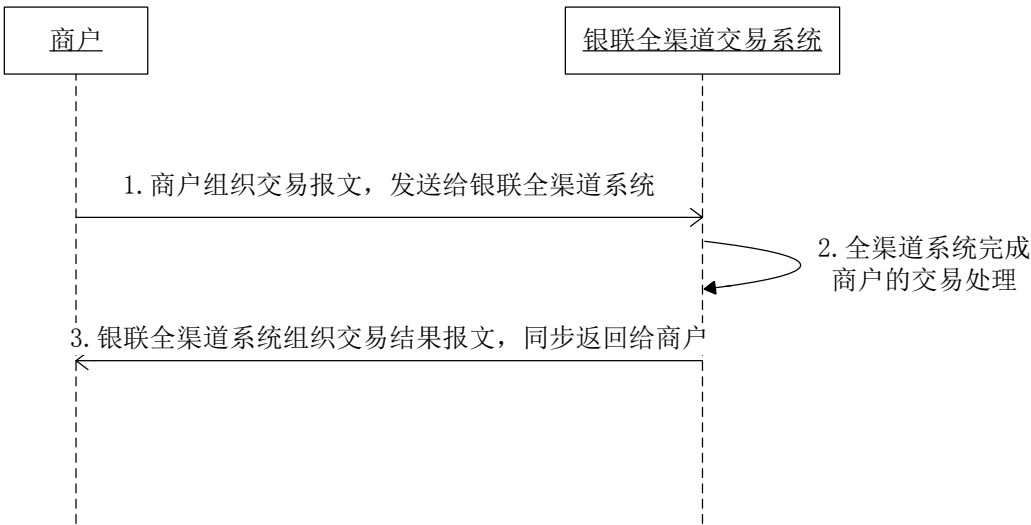 商户
银联全渠道交易系统
1.商户组织交易报文，发送给银联全渠道系统
2.全渠道系统完成
商户的交易处理
3.银联全渠道系统组织交易结果报文，同步返回给商户